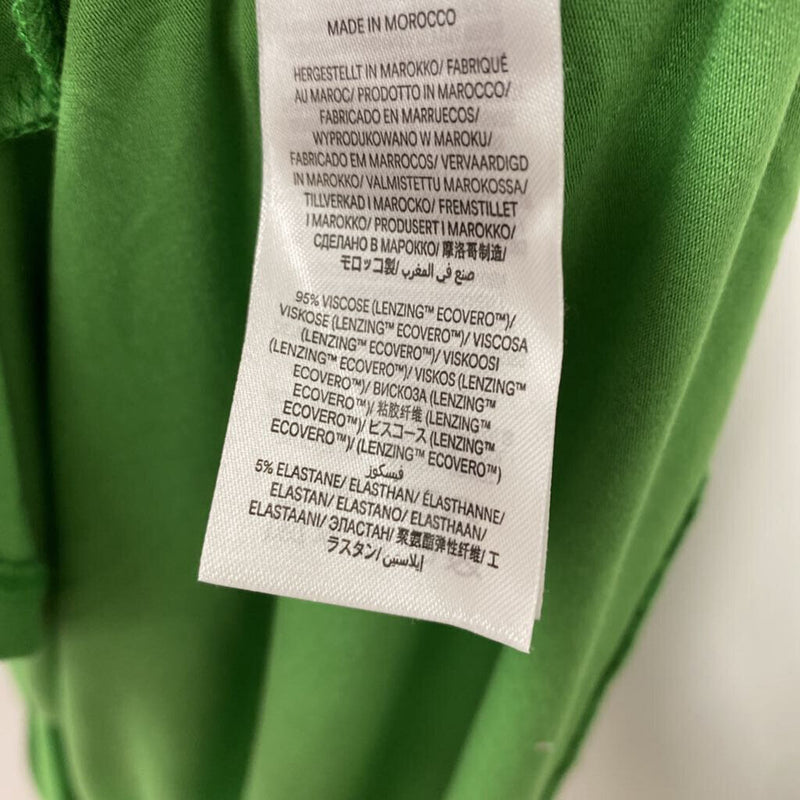 MADE IN MOROCCO
HERGESTELLT IN MAROKKO/ FABRIQUÉ
AU MAROC/ PRODOTTO IN MAROCCO/
FABRICADO EN MARRUECOS/
WYPRODUKOWANO W MAROKU/
FABRICADO EM MARROCOS/ VERVAARDIGD
IN MAROKKO/ VALMISTETTU MAROKOSSA/
TILLVERKAD I MAROCKO/ FREMSTILLET
I MAROKKO/ PRODUSERT I MAROKKO/
СДЕЛАНО В МАРОККО/ 摩洛哥制造/
モロッコ製/ صنع في المغرب
95% VISCOSE (LENZING™ ECOVERO™)/
VISKOSE (LENZING™ ECOVERO™)/ VISCOSA
(LENZING™ ECOVERO™)/ VISKOOSI
(LENZING™ ECOVERO™)/ VISKOS (LENZING™
ECOVERO™)/ ВИСКОЗА (LENZING™
ECOVERO™)/ 粘胶纤维 (LENZING™
ECOVERO™)/ ビスコース (LENZING™
ECOVERO™)/ (LENZING™ ECOVERO™)
فيسكوز
5% ELASTANE/ ELASTHAN/ ÉLASTHANNE/
ELASTAN/ ELASTANO/ ELASTHAAN/
ELASTAANI/ ЭЛАСТАН/ 聚氨酯弹性纤维/ エ
ラスタン/ إيلاستين